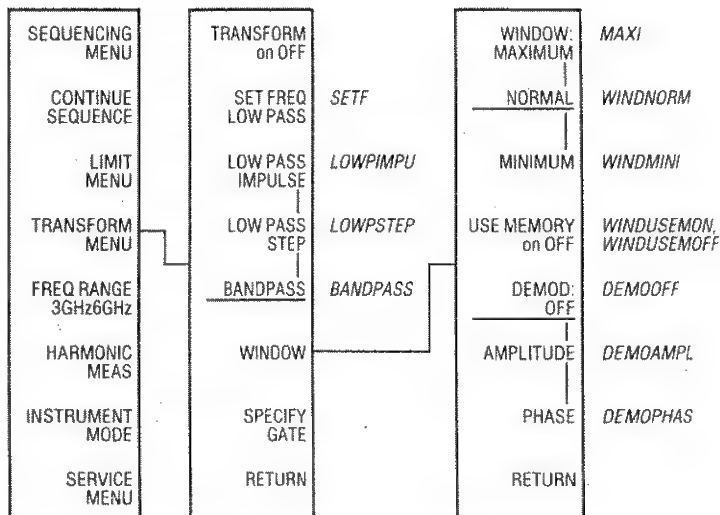 SEQUENCING
MENU
CONTINUE
SEQUENCE
LIMIT
MENU
TRANSFORM
MENU
FREQ RANGE
3GHz6GHz
HARMONIC
MEAS
INSTRUMENT
MODE
SERVICE
MENU
TRANSFORM
on OFF
SET FREQ
LOW PASS
SETF
LOW PASS
IMPULSE
LOWPIMPU
LOW PASS
STEP
LOWPSTEP
BANDPASS
BANDPASS
WINDOW
SPECIFY
GATE
RETURN
WINDOW:
MAXIMUM
MAXI
NORMAL
WINDNORM
MINIMUM
WINDMINI
USE MEMORY
on OFF
WINDUSEMON,
WINDUSEMOFF
DEMOD:
OFF
DEMOOFF
AMPLITUDE
DEMOAMPL
PHASE
DEMOPHAS
RETURN